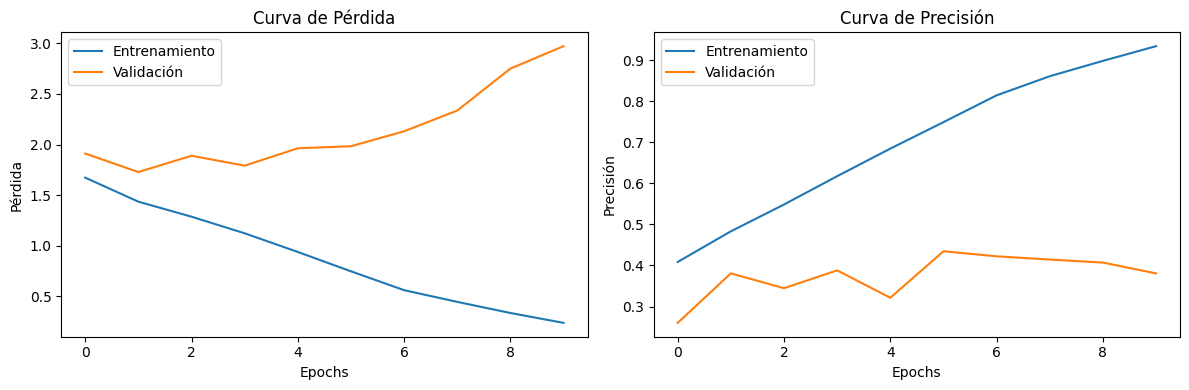 Curva de Pérdida
3.0
2.5
2.0
1.5
1.0
0.5
Pérdida
Entrenamiento
Validación
0 2 4 6 8
Epochs
Curva de Precisión
0.9
0.8
0.7
0.6
0.5
0.4
0.3
Precisión
Entrenamiento
Validación
0 2 4 6 8
Epochs